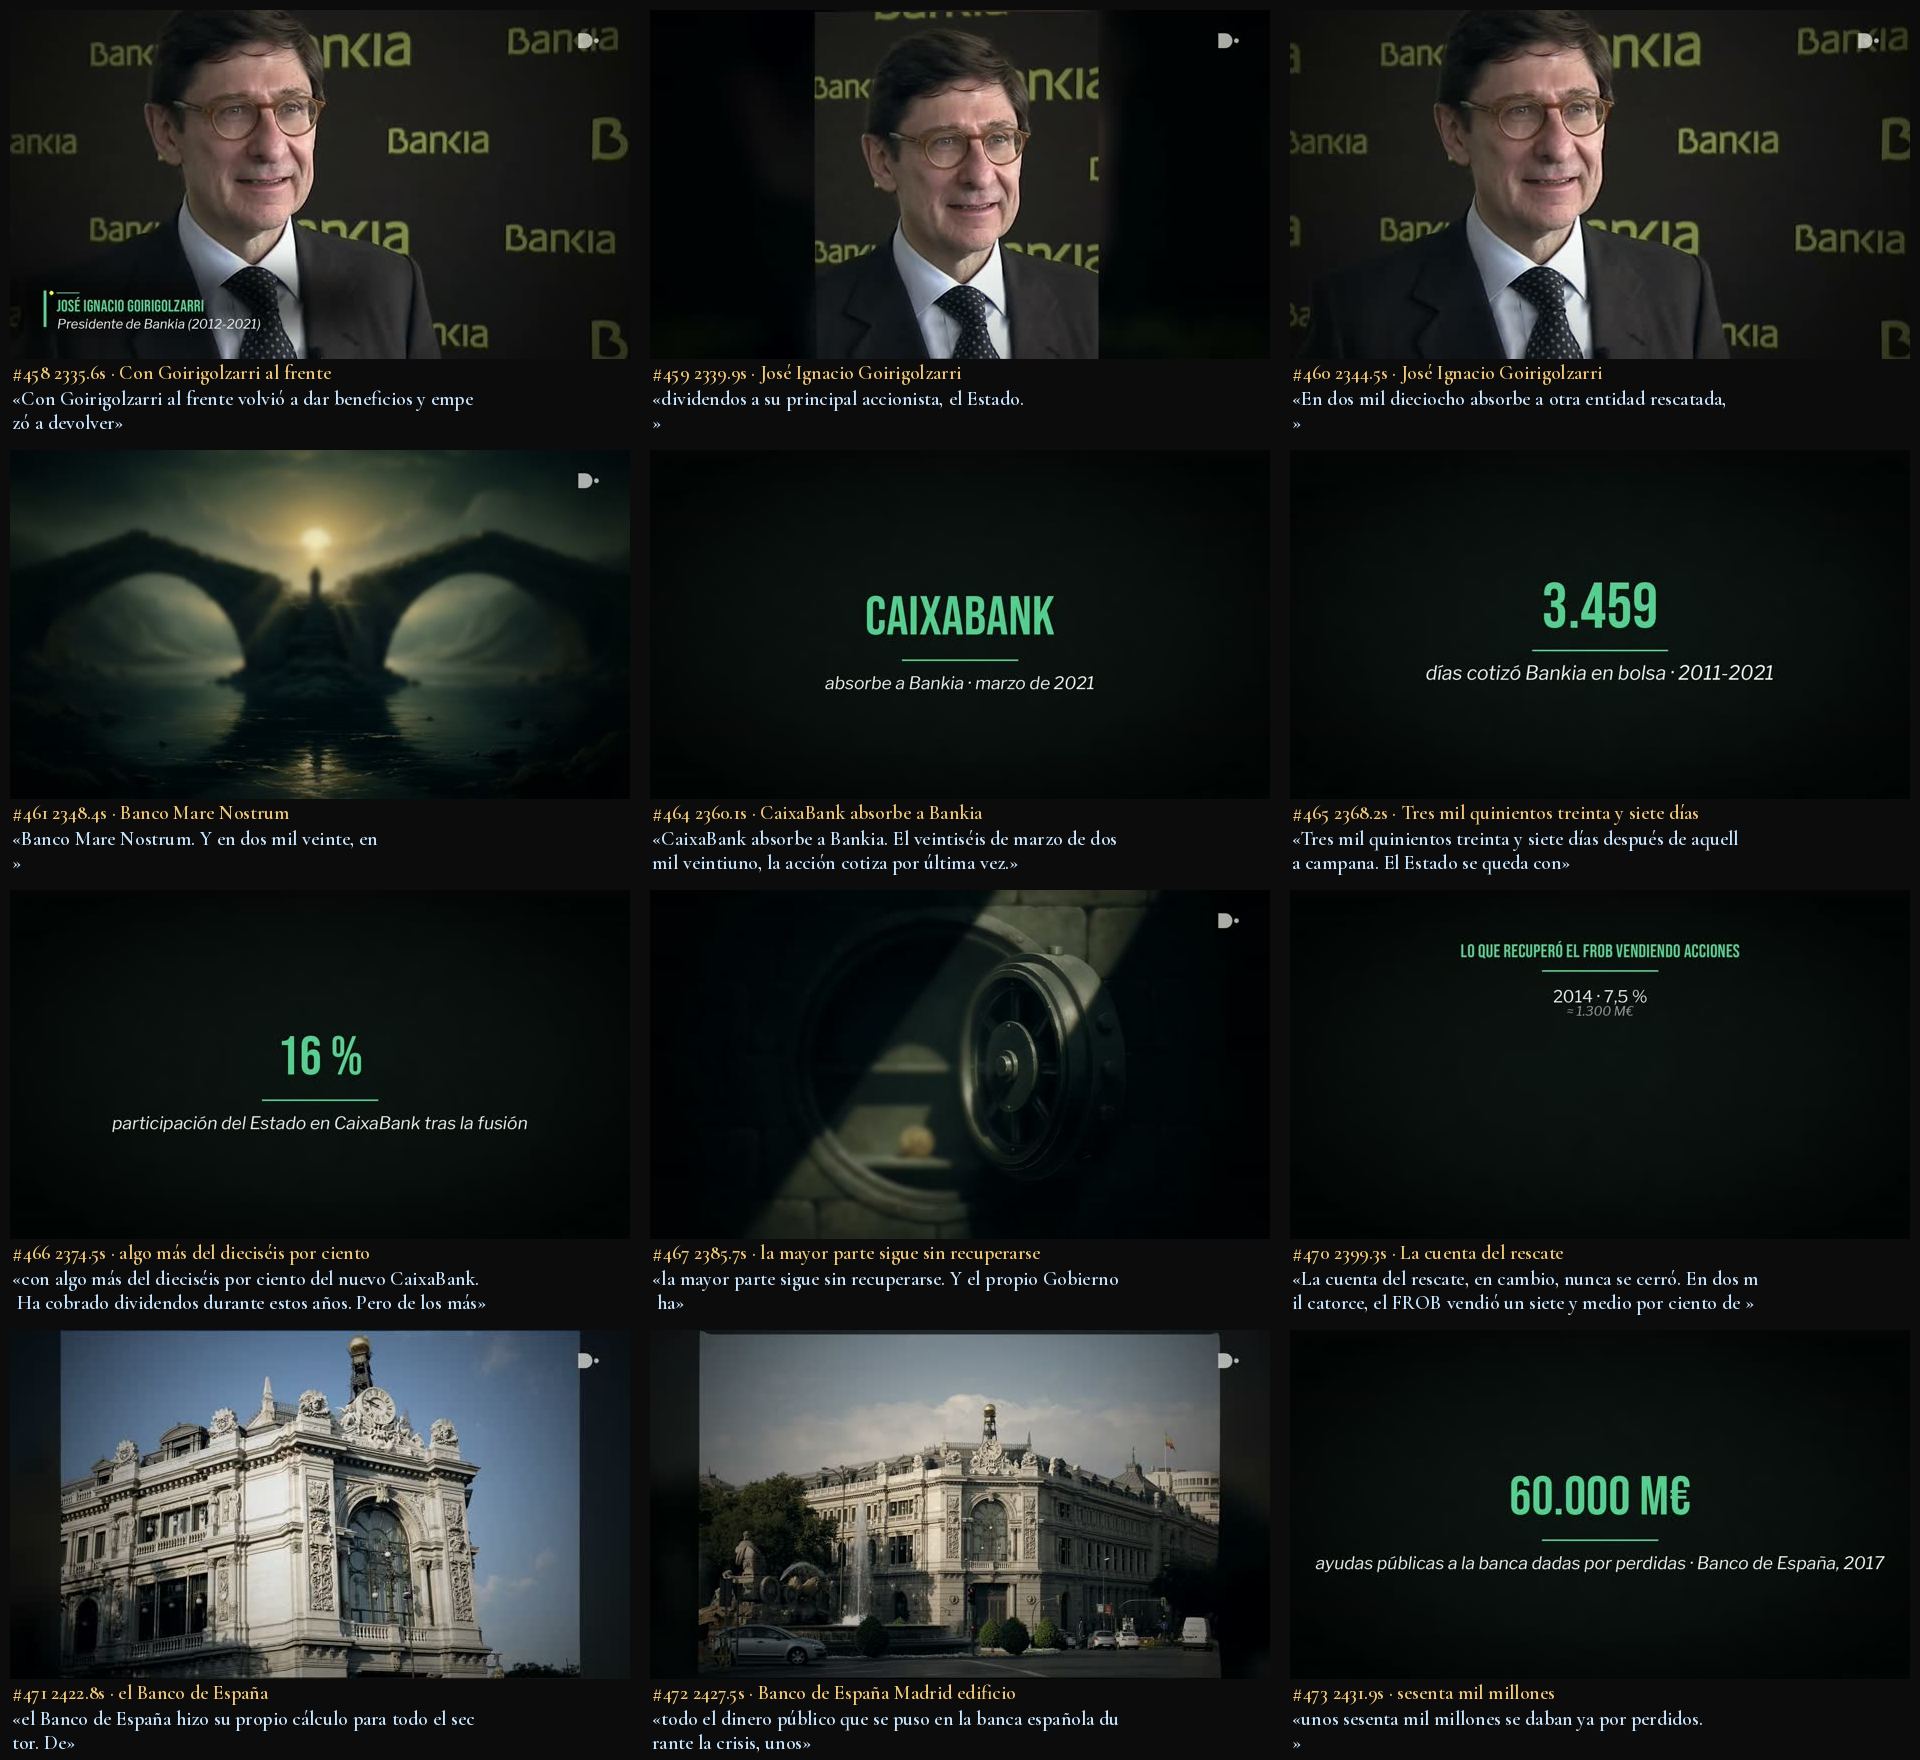 Bankia
Bankia
Bankia
ankia
Bankia
B
Bankia
nkia
Bankia
JOSÉ IGNACIO GOIRIGOLZARRI
Presidente de Bankia (2012-2021)
nkia
B
#458 2335.6s · Con Goirigolzarri al frente
«Con Goirigolzarri al frente volvió a dar beneficios y empe
zó a devolver»
#459 2339.9s · José Ignacio Goirigolzarri
«dividendos a su principal accionista, el Estado.
»
#460 2344.5s · José Ignacio Goirigolzarri
«En dos mil dieciocho absorbe a otra entidad rescatada,
»
#461 2348.4s · Banco Mare Nostrum
«Banco Mare Nostrum. Y en dos mil veinte, en
»
CAIXABANK
absorbe a Bankia · marzo de 2021
#464 2360.1s · CaixaBank absorbe a Bankia
«CaixaBank absorbe a Bankia. El veintiséis de marzo de dos
mil veintiuno, la acción cotiza por última vez.»
3.459
días cotizó Bankia en bolsa · 2011-2021
#465 2368.2s · Tres mil quinientos treinta y siete días
«Tres mil quinientos treinta y siete días después de aquell
a campana. El Estado se queda con»
16 %
participación del Estado en CaixaBank tras la fusión
#466 2374.5s · algo más del dieciséis por ciento
«con algo más del dieciséis por ciento del nuevo CaixaBank.
Ha cobrado dividendos durante estos años. Pero de los más»
#467 2385.7s · la mayor parte sigue sin recuperarse
«la mayor parte sigue sin recuperarse. Y el propio Gobierno
ha»
LO QUE RECUPERÓ EL FROB VENDIENDO ACCIONES
2014 · 7,5 %
≈ 1.300 M€
#470 2399.3s · La cuenta del rescate
«La cuenta del rescate, en cambio, nunca se cerró. En dos m
il catorce, el FROB vendió un siete y medio por ciento de »
#471 2422.8s · el Banco de España
«el Banco de España hizo su propio cálculo para todo el sec
tor. De»
#472 2427.5s · Banco de España Madrid edificio
«todo el dinero público que se puso en la banca española du
rante la crisis, unos»
60.000 M€
ayudas públicas a la banca dadas por perdidas · Banco de España, 2017
#473 2431.9s · sesenta mil millones
«unos sesenta mil millones se daban ya por perdidos.
»